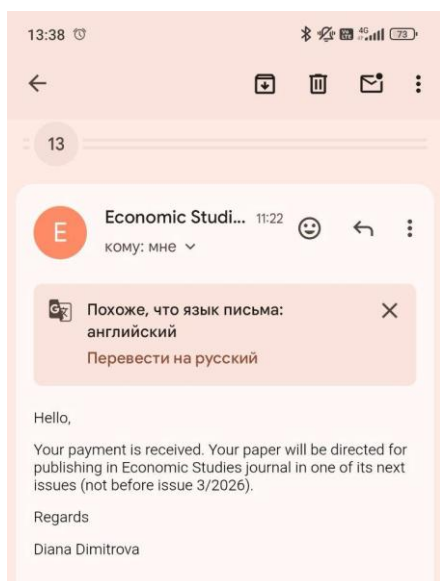 13:38 4G 73
13
E Economic Studi... 11:22
кому: мне
G Похоже, что язык письма:
английский
Перевести на русский
Hello,
Your payment is received. Your paper will be directed for
publishing in Economic Studies journal in one of its next
issues (not before issue 3/2026).
Regards
Diana Dimitrova